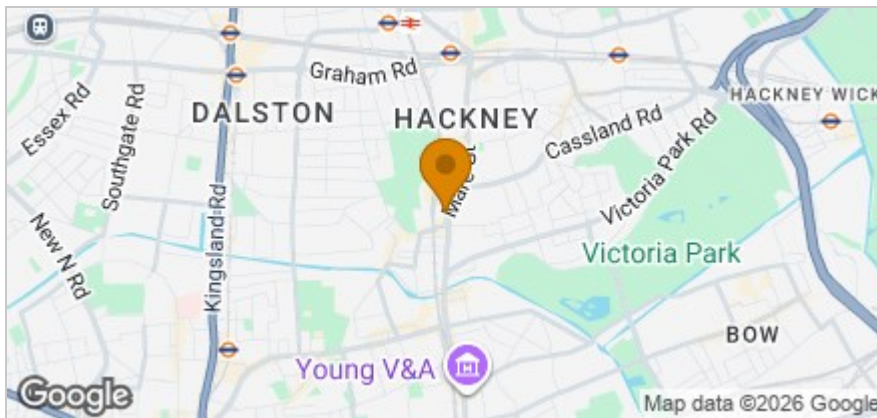 Graham Rd
HACKNEY WICK
Essex Rd
Southgate Rd
DALSTON
HACKNEY
Cassland Rd
Mare St
Victoria Park Rd
New N Rd
Kingsland Rd
Victoria Park
BOW
Young V&A
Google
Map data ©2026 Google